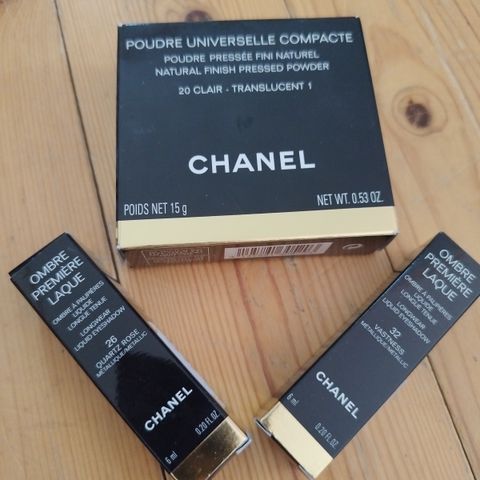 POUDRE UNIVERSELLE COMPACTE
POUDRE PRESSÉE FINI NATUREL
NATURAL FINISH PRESSED POWDER
20 CLAIR - TRANSLUCENT 1
CHANEL
POIDS NET 15 g
NET WT. 0.53 OZ.
OMBRE
PREMIÈRE
LAQUE
OMBRE À PAUPIÈRES
LIQUIDE
LONGUE TENUE
LONGWEAR
LIQUID EYESHADOW
26
QUARTZ ROSE
MÉTALLIQUE/METALLIC
CHANEL
6 ml
0.20 FL.OZ.
OMBRE
PREMIÈRE
LAQUE
OMBRE À PAUPIÈRES
LIQUIDE
LONGUE TENUE
LONGWEAR
LIQUID EYESHADOW
32
VASTNESS
MÉTALLIQUE/METALLIC
CHANEL
6 ml
0.20 FL.OZ.